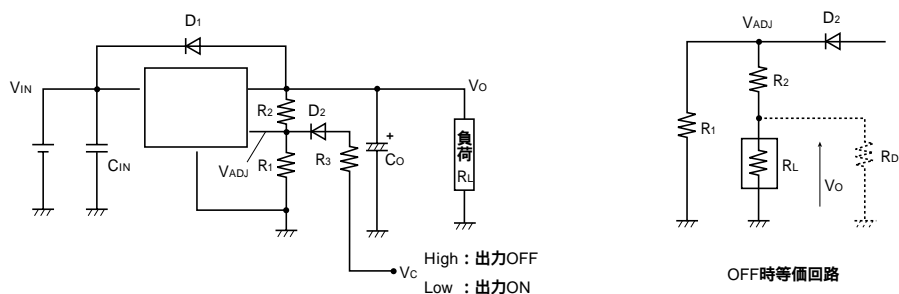 D1
VIN
CIN
R2
D2
VADJ
R1
R3
+
CO
VO
負荷
RL
VC
High：出力OFF
Low ：出力ON
VADJ
D2
R2
R1
RL
VO
RD
OFF時等価回路